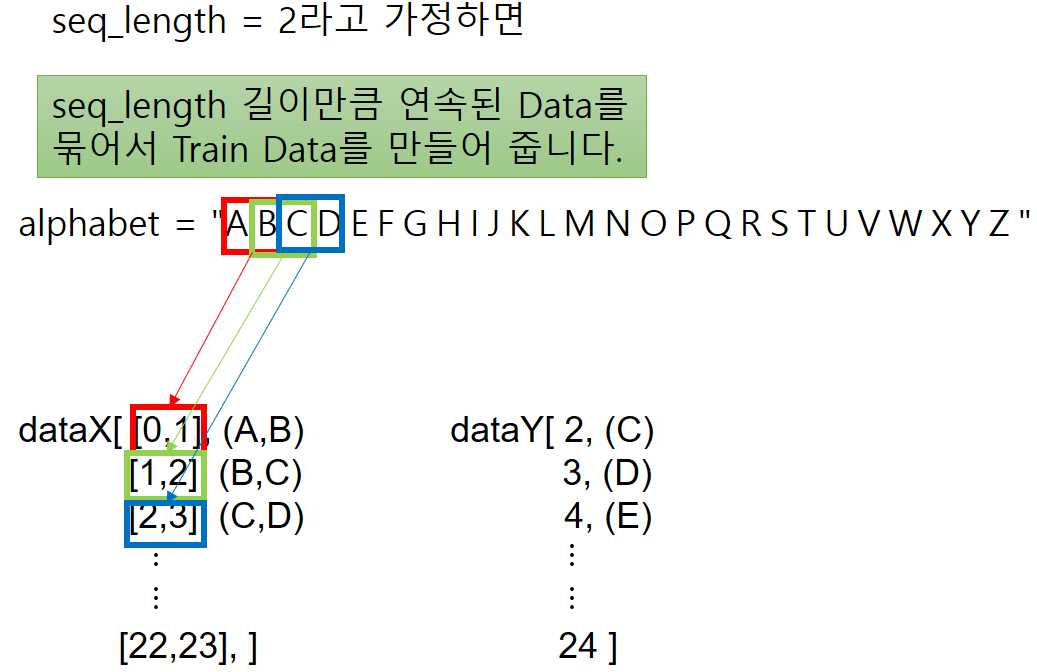 seq_length = 2라고 가정하면
seq_length 길이만큼 연속된 Data를
묶어서 Train Data를 만들어 줍니다.
alphabet = "A B C D E F G H I J K L M N O P Q R S T U V W X Y Z "
dataX[ [0,1], (A,B) dataY[ 2, (C)
[1,2] (B,C) 3, (D)
[2,3] (C,D) 4, (E)
⋮ ⋮
⋮ ⋮
[22,23], ] 24 ]